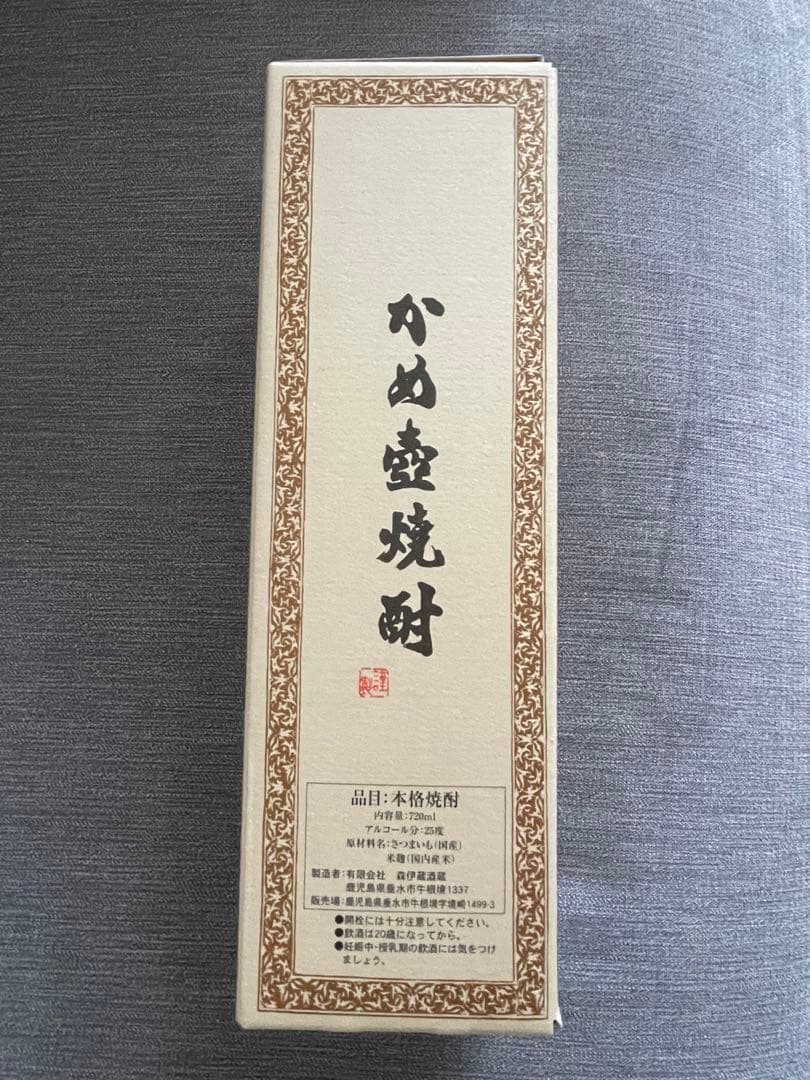 かめ壺焼酎
謹製
品目:本格焼酎
内容量:720ml
アルコール分:25度
原材料名:さつまいも(国産)
米麹(国内産米)
製造者:有限会社 森伊蔵酒蔵
鹿児島県垂水市牛根境1337
販売場:鹿児島県垂水市牛根境字境崎1499-3
●開栓には十分注意してください。
●飲酒は20歳になってから。
●妊娠中・授乳期の飲酒には気をつけ
ましょう。